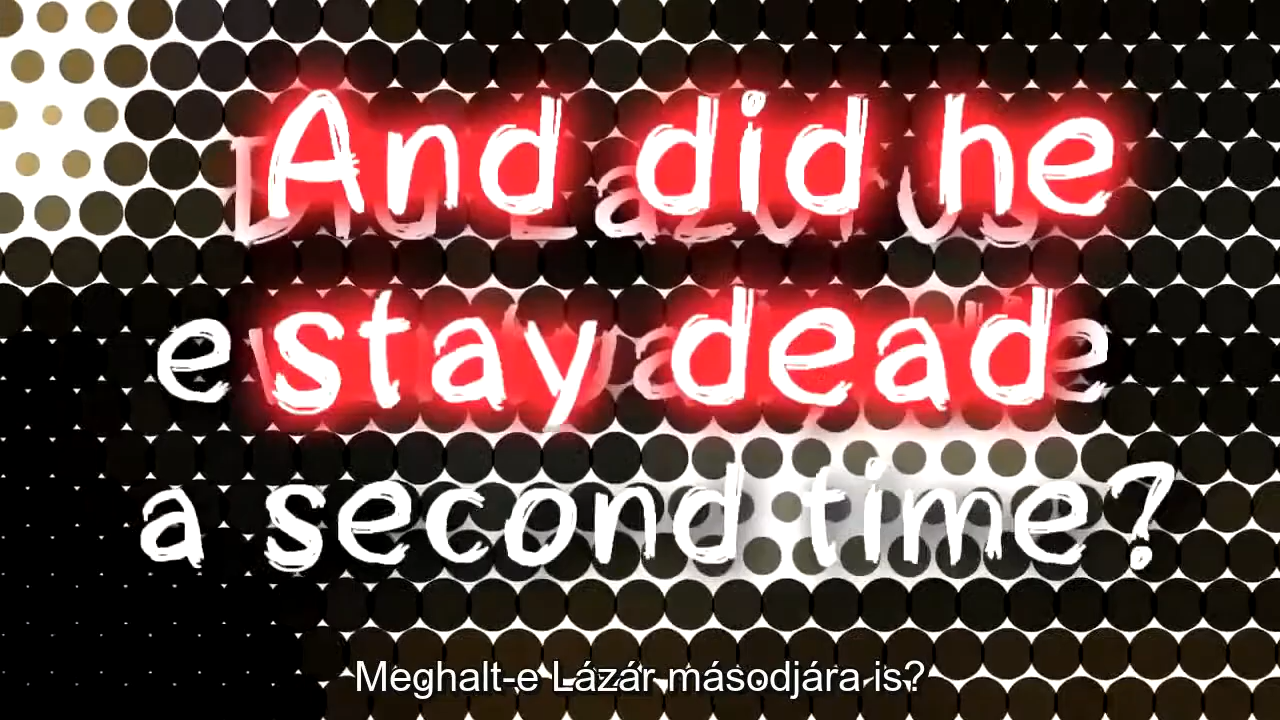 And did he
stay dead
a second time?
Meghalt-e Lázár másodjára is?